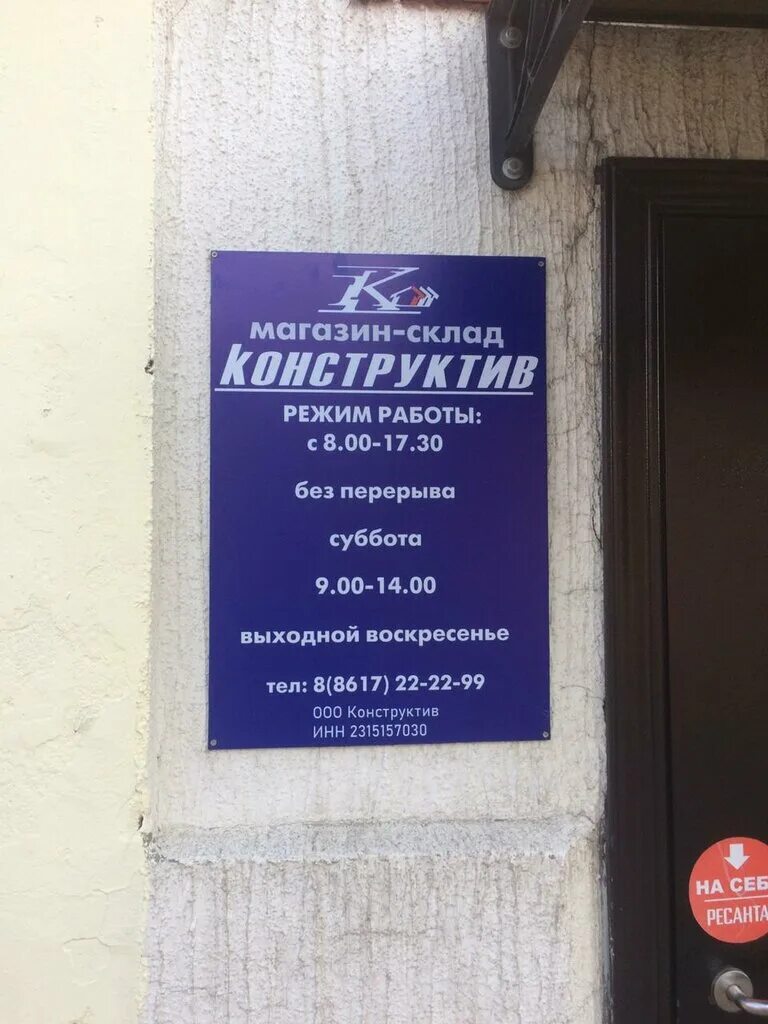 К
магазин-склад
КОНСТРУКТИВ
РЕЖИМ РАБОТЫ:
с 8.00-17.30
без перерыва
суббота
9.00-14.00
выходной воскресенье
тел: 8(8617) 22-22-99
ООО Конструктив
ИНН 2315157030
НА СЕБ
РЕСАНТА